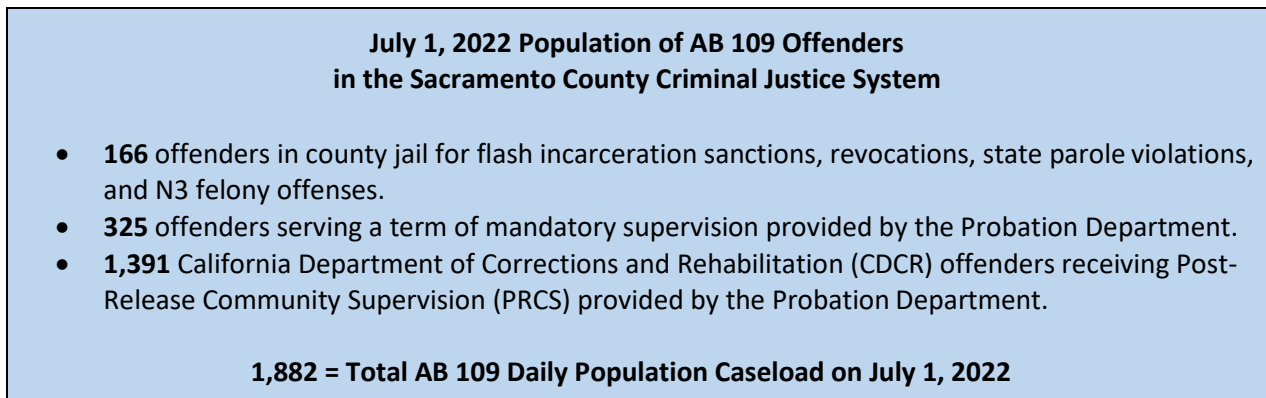 July 1, 2022 Population of AB 109 Offenders
in the Sacramento County Criminal Justice System
• 166 offenders in county jail for flash incarceration sanctions, revocations, state parole violations,
and N3 felony offenses.
• 325 offenders serving a term of mandatory supervision provided by the Probation Department.
• 1,391 California Department of Corrections and Rehabilitation (CDCR) offenders receiving Post-
Release Community Supervision (PRCS) provided by the Probation Department.
1,882 = Total AB 109 Daily Population Caseload on July 1, 2022